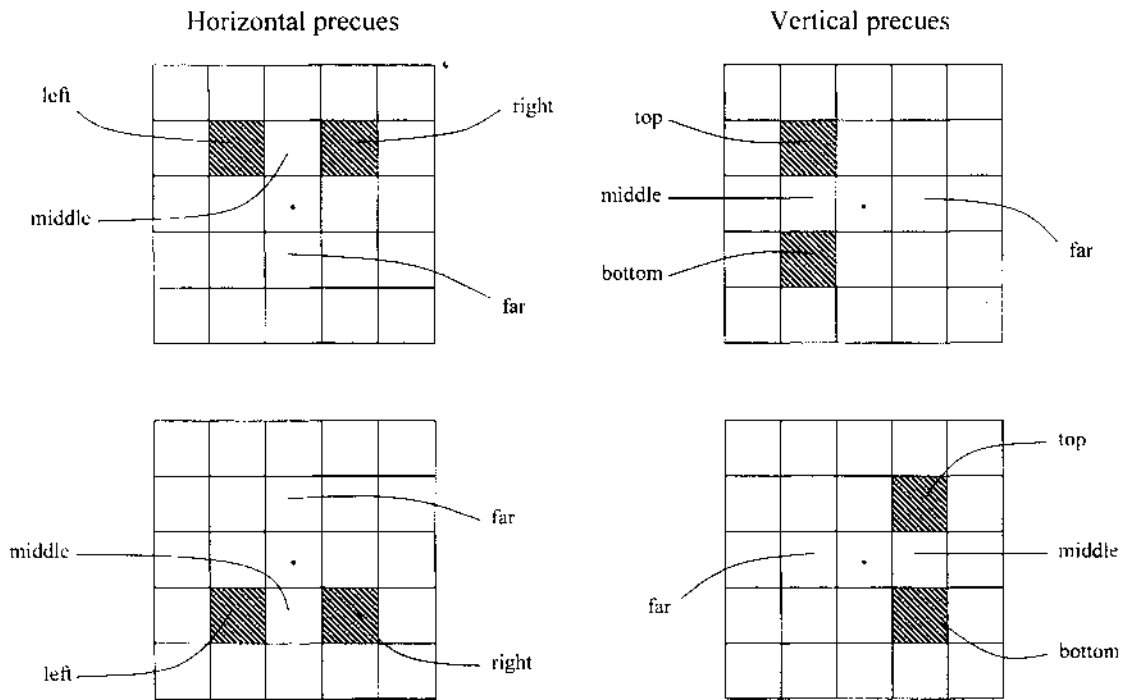 Horizontal precues
Vertical precues
left
right
middle
far
top
middle
bottom
far
far
middle
left
right
top
far
middle
bottom